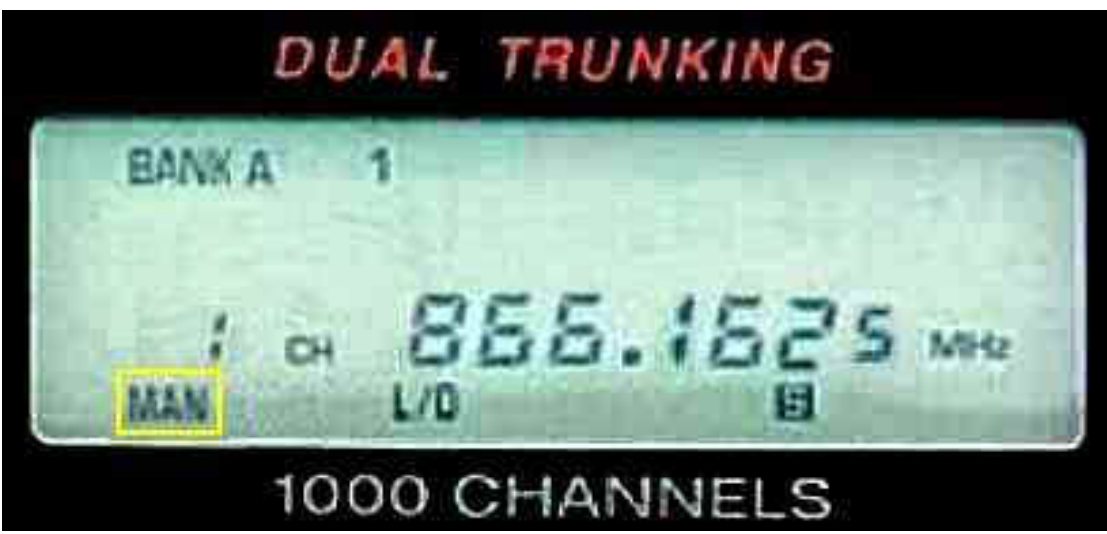 DUAL TRUNKING
BANK A 1
1 CH 866.1625 MHz
MAN L/O S
1000 CHANNELS